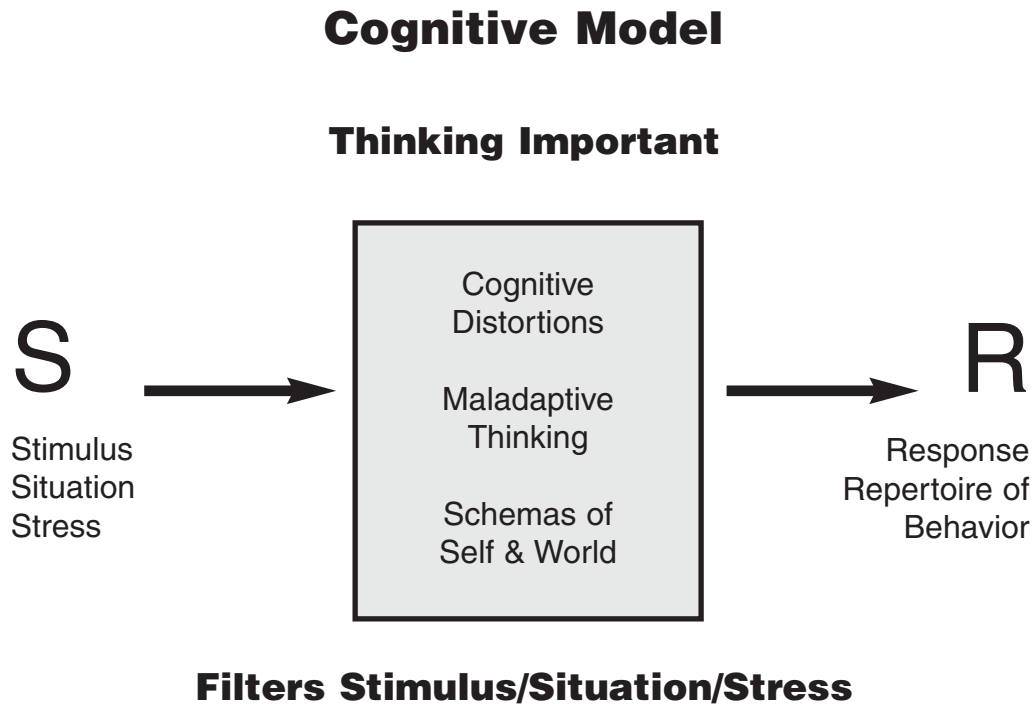 Cognitive Model
Thinking Important
S
Stimulus
Situation
Stress
Cognitive
Distortions
Maladaptive
Thinking
Schemas of
Self & World
R
Response
Repertoire of
Behavior
Filters Stimulus/Situation/Stress